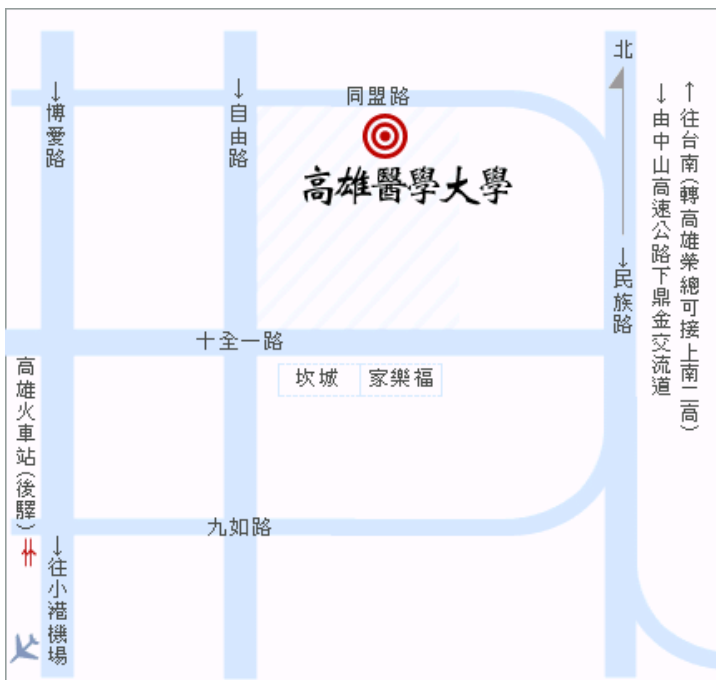 北
同盟路
↓博愛路
↓自由路
高雄醫學大學
↓民族路
↓由中山高速公路下鼎金交流道
↑往台南(轉高雄榮總可接上南二高)
十全一路
坎城
家樂福
高雄火車站(後驛)
九如路
↓往小港機場